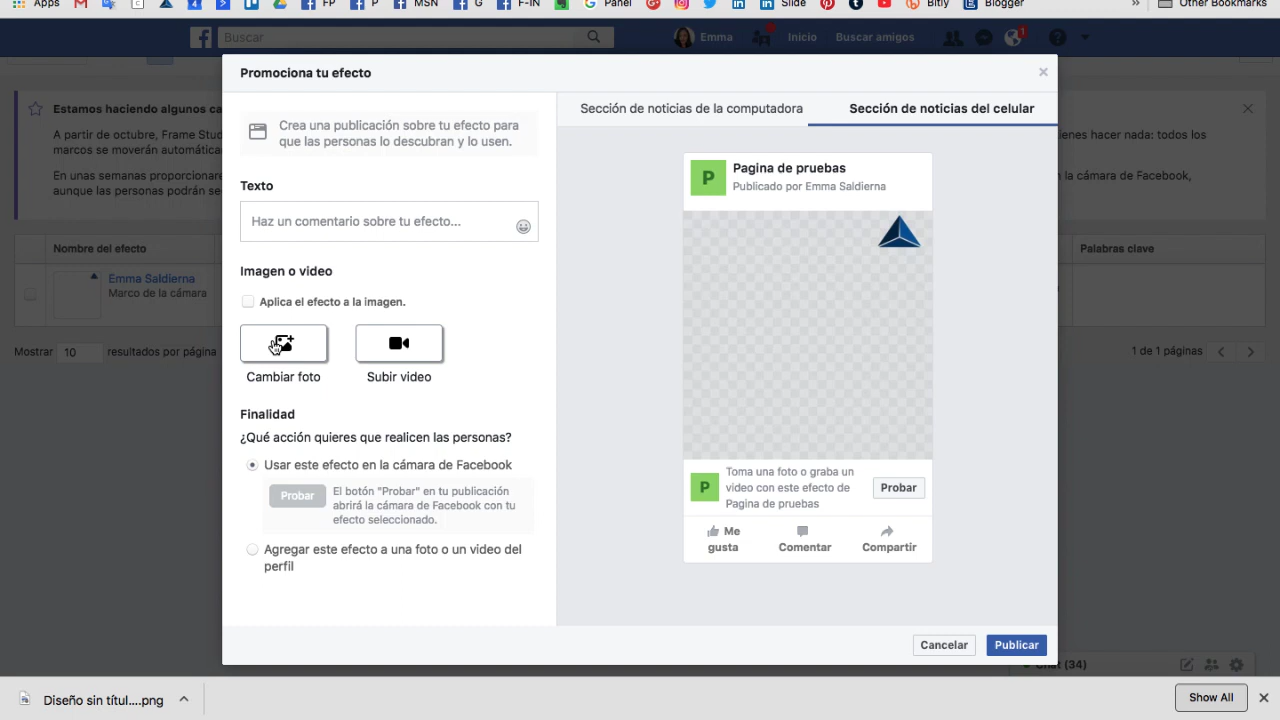 Apps
FP
P
MSN
G
F-IN
Panel
Slide
Bitly
Blogger
»
Other Bookmarks
Buscar
Emma
Inicio
Buscar amigos
1
Promociona tu efecto
×
Estamos haciendo algunos ca
A partir de octubre, Frame Stud
marcos se moverán automática
En unas semanas proporcionare
aunque las personas podrán se
ienes hacer nada: todos los
la cámara de Facebook,
Crea una publicación sobre tu efecto para
que las personas lo descubran y lo usen.
Texto
Haz un comentario sobre tu efecto...
Imagen o video
Aplica el efecto a la imagen.
Cambiar foto
Subir video
Finalidad
¿Qué acción quieres que realicen las personas?
Usar este efecto en la cámara de Facebook
Probar
El botón "Probar" en tu publicación
abrirá la cámara de Facebook con tu
efecto seleccionado.
Agregar este efecto a una foto o un video del
perfil
Sección de noticias de la computadora
Sección de noticias del celular
P
Pagina de pruebas
Publicado por Emma Saldierna
P
Toma una foto o graba un
video con este efecto de
Pagina de pruebas
Probar
Me
gusta
Comentar
Compartir
Cancelar
Publicar
Nombre del efecto
Palabras clave
Emma Saldierna
Marco de la cámara
Mostrar
10
resultados por página
1 de 1 páginas
Chat (34)
Diseño sin títul....png
Show All